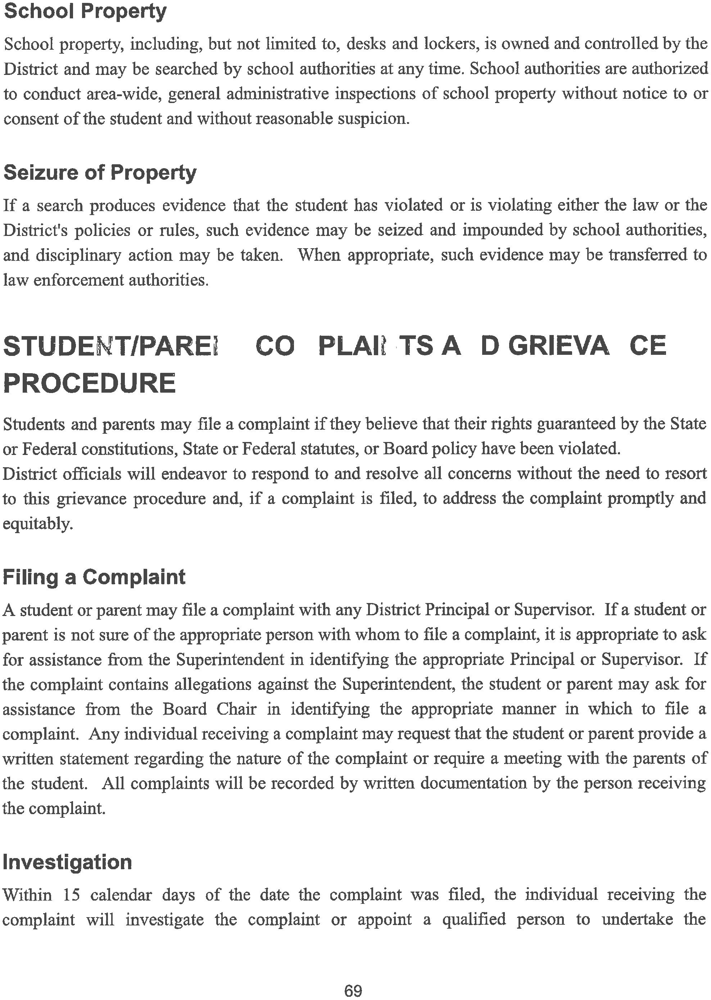 School Property
School property, including, but not limited to, desks and lockers, is owned and controlled by the
District and may be searched by school authorities at any time. School authorities are authorized
to conduct area-wide, general administrative inspections of school property without notice to or
consent of the student and without reasonable suspicion.
Seizure of Property
If a search produces evidence that the student has violated or is violating either the law or the
District's policies or rules, such evidence may be seized and impounded by school authorities,
and disciplinary action may be taken. When appropriate, such evidence may be transferred to
law enforcement authorities.
STUDENT/PARE CO PLAI TS A D GRIEVA CE
PROCEDURE
Students and parents may file a complaint if they believe that their rights guaranteed by the State
or Federal constitutions, State or Federal statutes, or Board policy have been violated.
District officials will endeavor to respond to and resolve all concerns without the need to resort
to this grievance procedure and, if a complaint is filed, to address the complaint promptly and
equitably.
Filing a Complaint
A student or parent may file a complaint with any District Principal or Supervisor. If a student or
parent is not sure of the appropriate person with whom to file a complaint, it is appropriate to ask
for assistance from the Superintendent in identifying the appropriate Principal or Supervisor. If
the complaint contains allegations against the Superintendent, the student or parent may ask for
assistance from the Board Chair in identifying the appropriate manner in which to file a
complaint. Any individual receiving a complaint may request that the student or parent provide a
written statement regarding the nature of the complaint or require a meeting with the parents of
the student. All complaints will be recorded by written documentation by the person receiving
the complaint.
Investigation
Within 15 calendar days of the date the complaint was filed, the individual receiving the
complaint will investigate the complaint or appoint a qualified person to undertake the
69